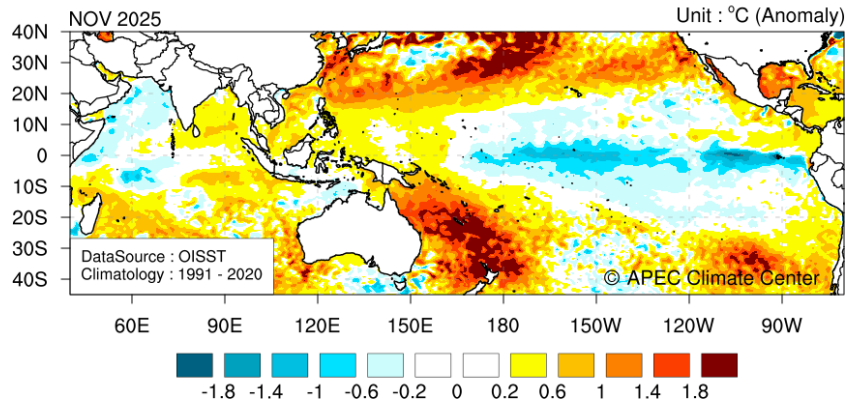 NOV 2025
Unit : °C (Anomaly)
40N
30N
20N
10N
0
10S
20S
30S
40S
DataSource : OISST
Climatology : 1991 - 2020
© APEC Climate Center
60E 90E 120E 150E 180 150W 120W 90W
-1.8 -1.4 -1 -0.6 -0.2 0 0.2 0.6 1 1.4 1.8